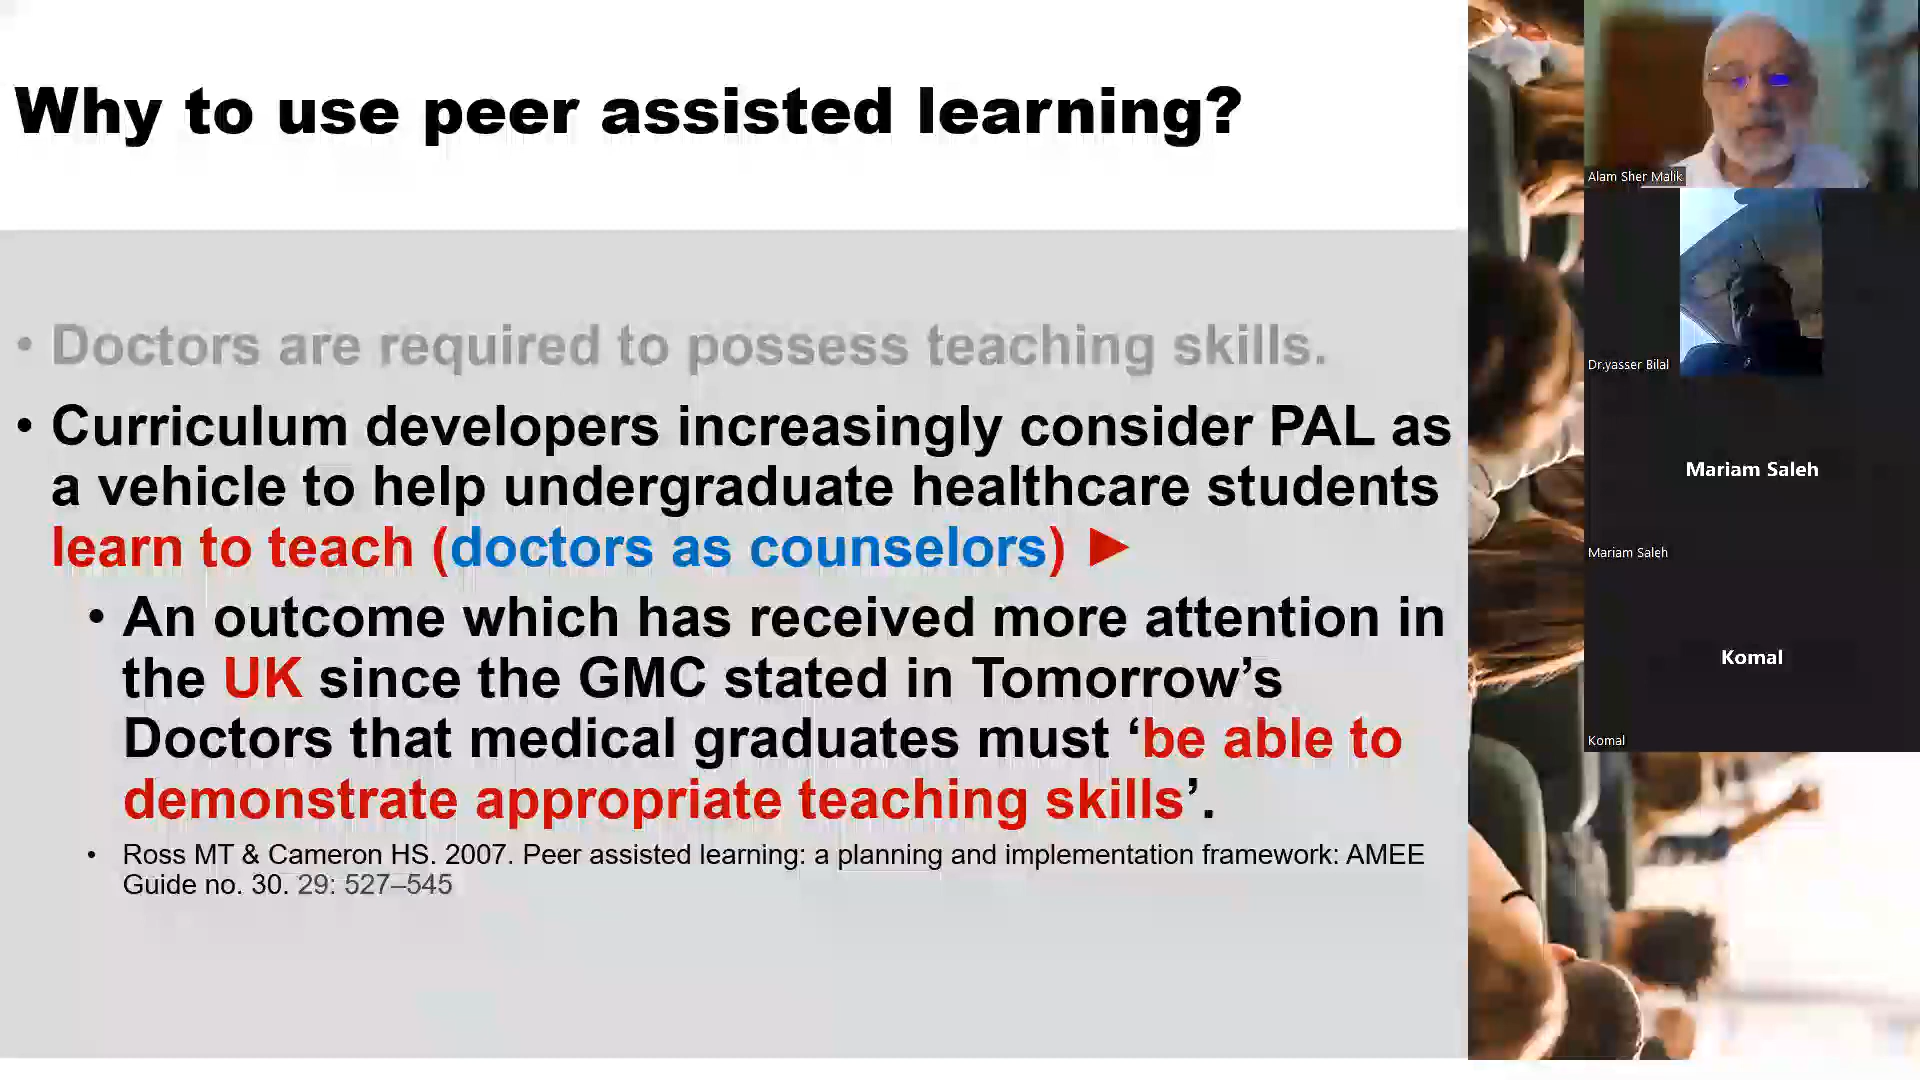 Why to use peer assisted learning?
• Doctors are required to possess teaching skills.
• Curriculum developers increasingly consider PAL as
a vehicle to help undergraduate healthcare students
learn to teach (doctors as counselors) ►
• An outcome which has received more attention in
the UK since the GMC stated in Tomorrow’s
Doctors that medical graduates must ‘be able to
demonstrate appropriate teaching skills’.
• Ross MT & Cameron HS. 2007. Peer assisted learning: a planning and implementation framework: AMEE
Guide no. 30. 29: 527–545
Alam Sher Malik
Dr.yasser Bilal
Mariam Saleh
Mariam Saleh
Komal
Komal